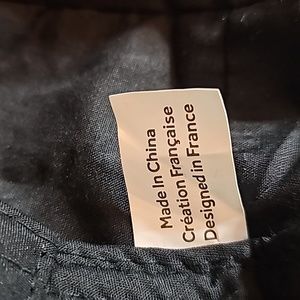 Made In China
Création Française
Designed in France